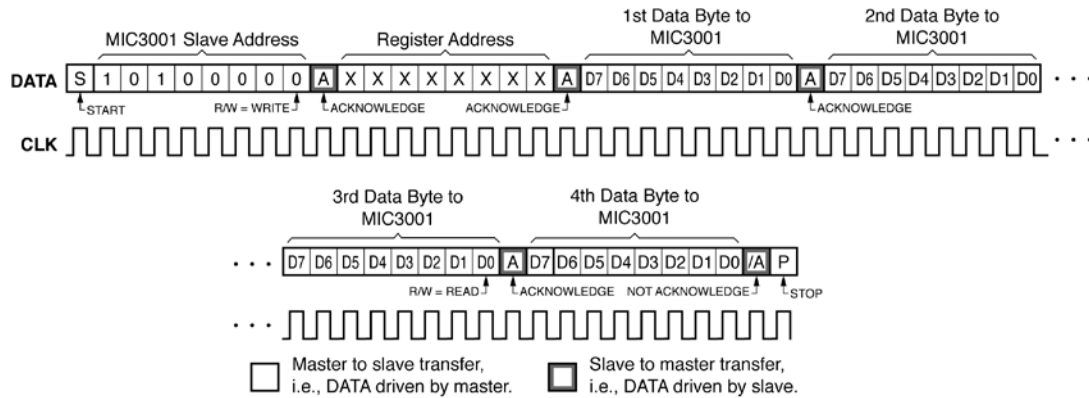 1st Data Byte to
MIC3001
2nd Data Byte to
MIC3001
MIC3001 Slave Address
Register Address
DATA S 1 0 1 0 0 0 0 0 A X X X X X X X X A D7 D6 D5 D4 D3 D2 D1 D0 A D7 D6 D5 D4 D3 D2 D1 D0 • • •
START
R/W = WRITE
ACKNOWLEDGE
ACKNOWLEDGE
ACKNOWLEDGE
CLK • • •
3rd Data Byte to
MIC3001
4th Data Byte to
MIC3001
• • • D7 D6 D5 D4 D3 D2 D1 D0 A D7 D6 D5 D4 D3 D2 D1 D0 /A P
R/W = READ
ACKNOWLEDGE
NOT ACKNOWLEDGE
STOP
• • •
Master to slave transfer,
i.e., DATA driven by master.
Slave to master transfer,
i.e., DATA driven by slave.